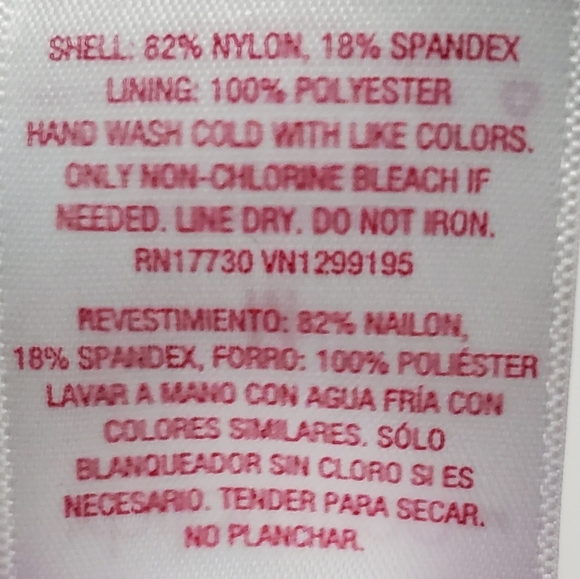 SHELL: 82% NYLON, 18% SPANDEX
LINING: 100% POLYESTER
HAND WASH COLD WITH LIKE COLORS.
ONLY NON-CHLORINE BLEACH IF
NEEDED. LINE DRY. DO NOT IRON.
RN17730 VN1299195
REVESTIMIENTO: 82% NAILON,
18% SPANDEX, FORRO: 100% POLIÉSTER
LAVAR A MANO CON AGUA FRÍA CON
COLORES SIMILARES. SÓLO
BLANQUEADOR SIN CLORO SI ES
NECESARIO. TENDER PARA SECAR.
NO PLANCHAR.